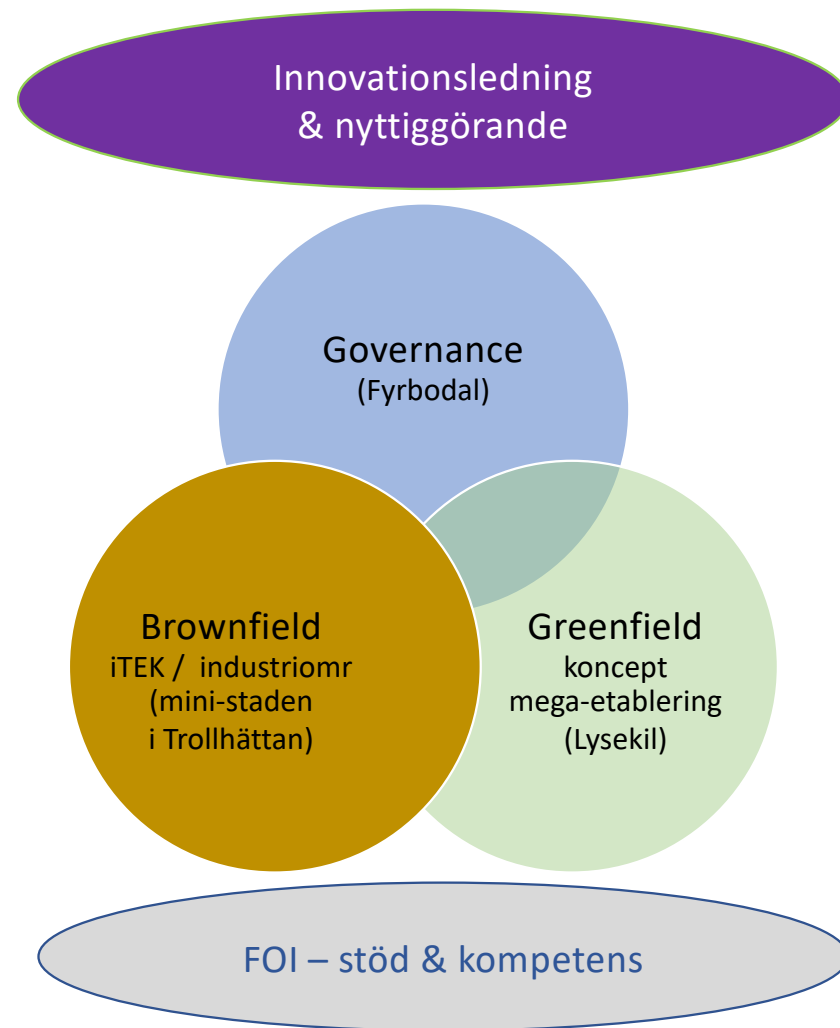 Innovationsledning
& nyttiggörande
Governance
(Fyrbodal)
Brownfield
iTEK / industriomr
(mini-staden
i Trollhättan)
Greenfield
koncept
mega-etablering
(Lysekil)
FOI – stöd & kompetens